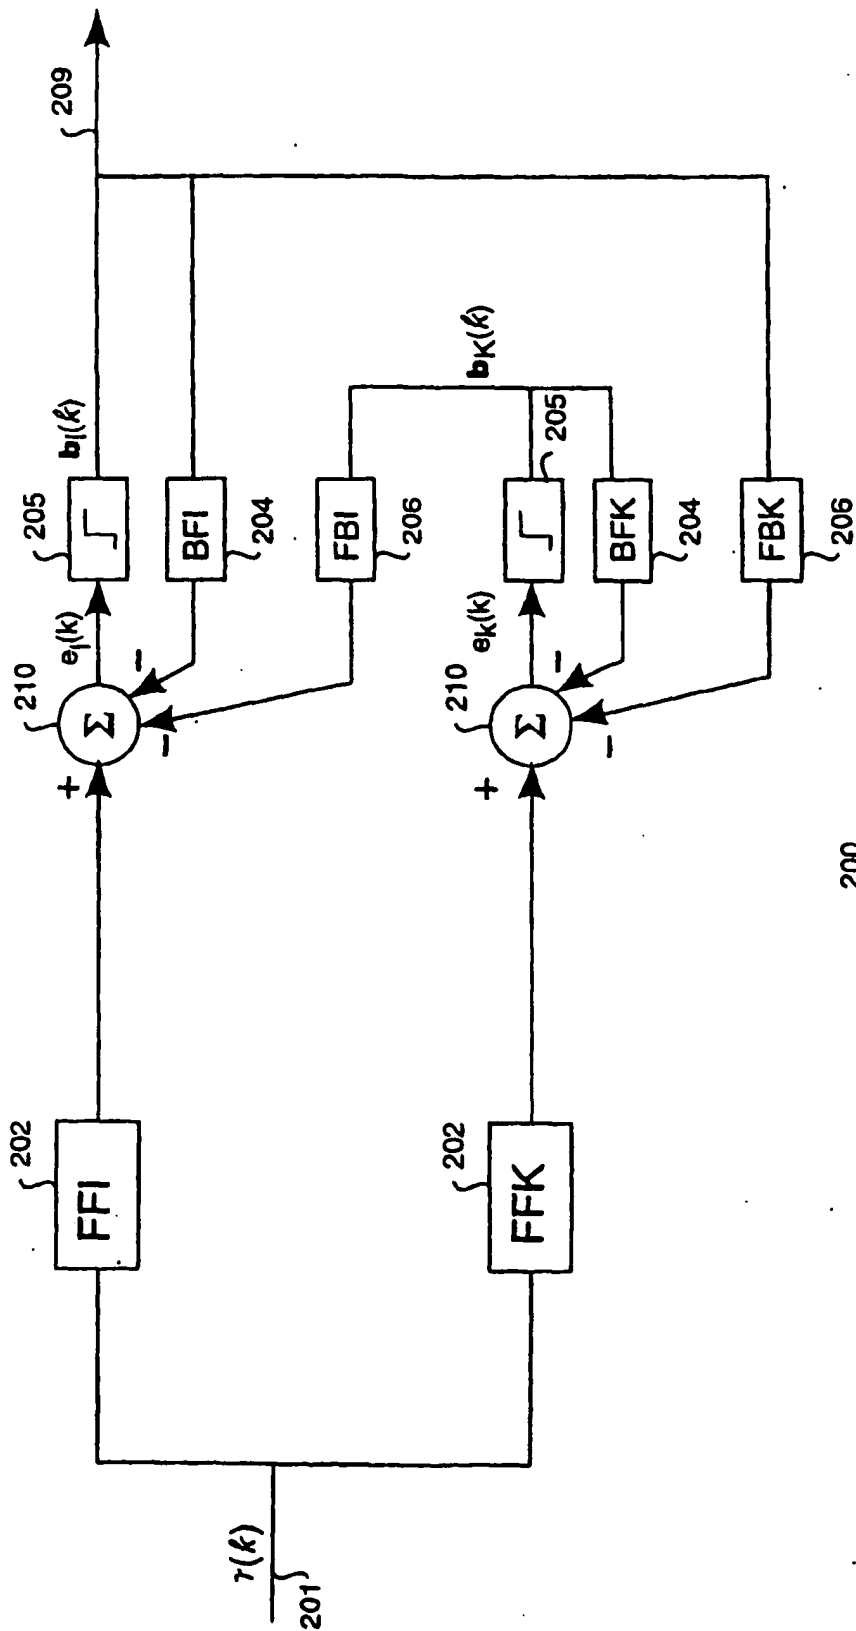 r(k)
201
202
FFI
202
FFK
+
210
Σ
−
−
e_I(k)
205
b_I(k)
BFI
204
FBI
206
209
+
210
Σ
−
−
e_K(k)
205
b_K(k)
BFK
204
FBK
206
200